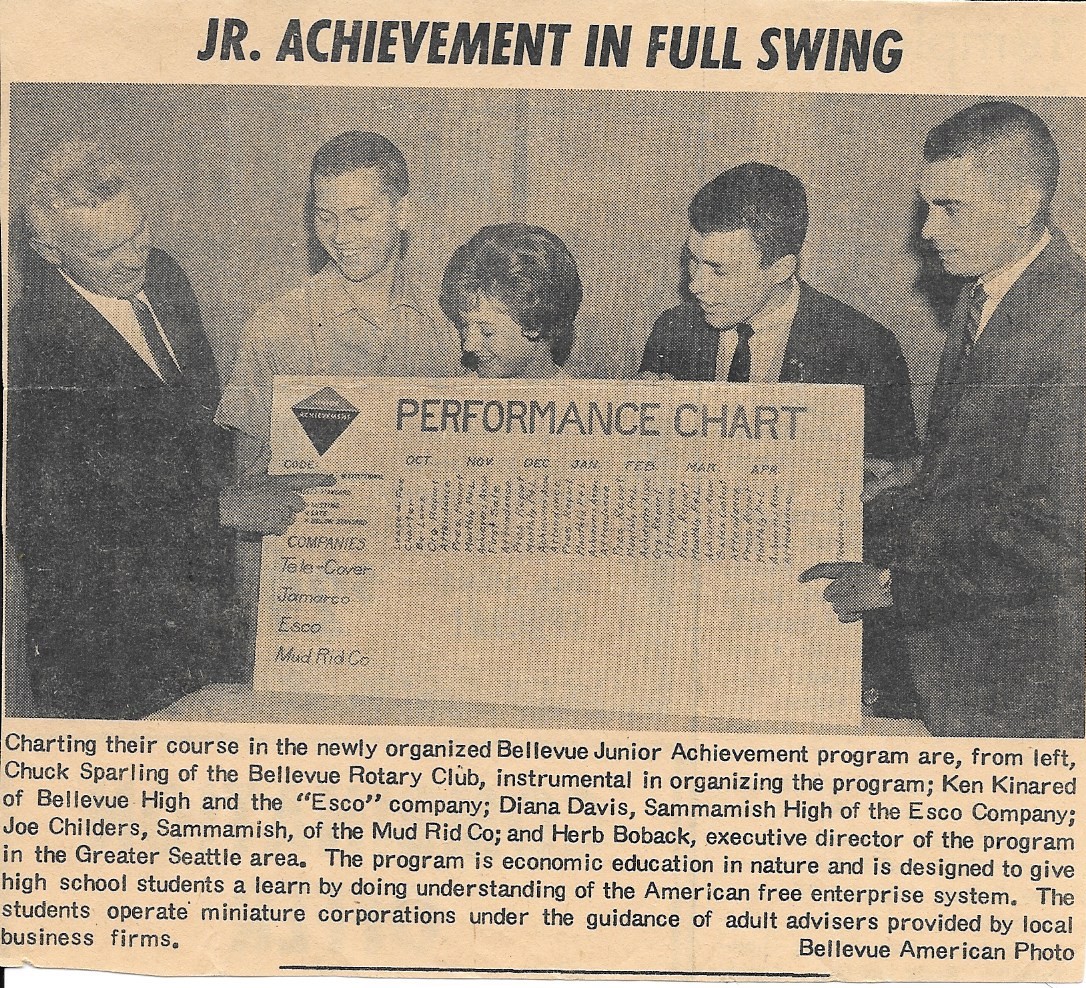 JR. ACHIEVEMENT IN FULL SWING
ACHIEVEMENT
PERFORMANCE CHART
CODE:
OCT. NOV. DEC JAN. FEB. MAR. APR.
COMPANIES
Tele-Cover
Jamarco
Esco
Mud Rid Co
Charting their course in the newly organized Bellevue Junior Achievement program are, from left,
Chuck Sparling of the Bellevue Rotary Club, instrumental in organizing the program; Ken Kinared
of Bellevue High and the "Esco" company; Diana Davis, Sammamish High of the Esco Company;
Joe Childers, Sammamish, of the Mud Rid Co; and Herb Boback, executive director of the program
in the Greater Seattle area. The program is economic education in nature and is designed to give
high school students a learn by doing understanding of the American free enterprise system. The
students operate miniature corporations under the guidance of adult advisers provided by local
business firms.
Bellevue American Photo